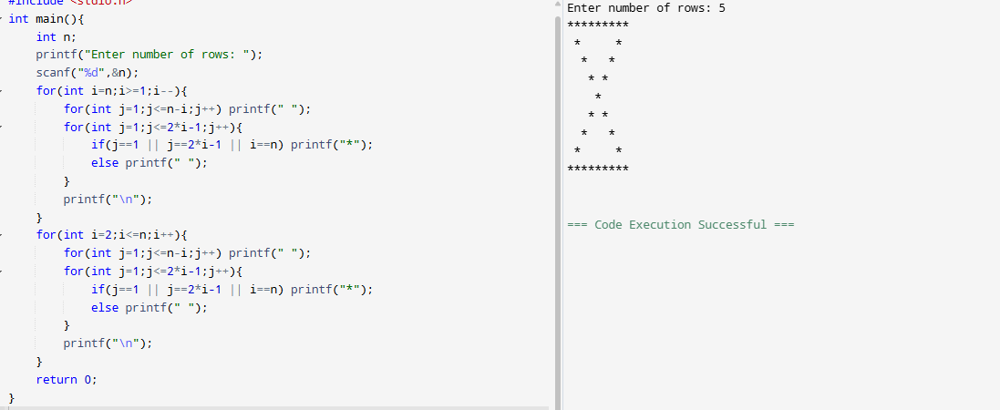 #include <stdio.h>
int main(){
    int n;
    printf("Enter number of rows: ");
    scanf("%d",&n);
    for(int i=n;i>=1;i--){
        for(int j=1;j<=n-i;j++) printf(" ");
        for(int j=1;j<=2*i-1;j++){
            if(j==1 || j==2*i-1 || i==n) printf("*");
            else printf(" ");
        }
        printf("\n");
    }
    for(int i=2;i<=n;i++){
        for(int j=1;j<=n-i;j++) printf(" ");
        for(int j=1;j<=2*i-1;j++){
            if(j==1 || j==2*i-1 || i==n) printf("*");
            else printf(" ");
        }
        printf("\n");
    }
    return 0;
}
Enter number of rows: 5
*********
 *     *
  *   *
   * *
    *
   * *
  *   *
 *     *
*********
=== Code Execution Successful ===